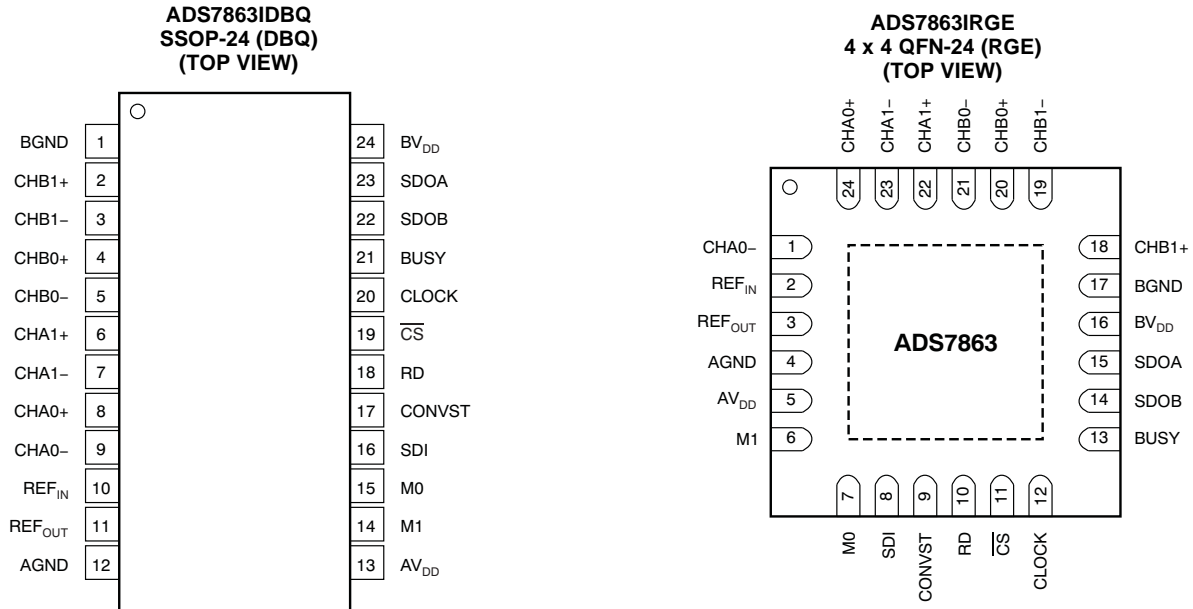 ADS7863IDBQ
SSOP-24 (DBQ)
(TOP VIEW)
BGND 1
CHB1+ 2
CHB1− 3
CHB0+ 4
CHB0− 5
CHA1+ 6
CHA1− 7
CHA0+ 8
CHA0− 9
REFIN 10
REFOUT 11
AGND 12
24 BVDD
23 SDOA
22 SDOB
21 BUSY
20 CLOCK
19 CS
18 RD
17 CONVST
16 SDI
15 M0
14 M1
13 AVDD
ADS7863IRGE
4 x 4 QFN-24 (RGE)
(TOP VIEW)
CHA0+ CHA1− CHA1+ CHB0− CHB0+ CHB1−
24 23 22 21 20 19
CHA0− 1
REFIN 2
REFOUT 3
AGND 4
AVDD 5
M1 6
ADS7863
18 CHB1+
17 BGND
16 BVDD
15 SDOA
14 SDOB
13 BUSY
7 8 9 10 11 12
M0 SDI CONVST RD CS CLOCK